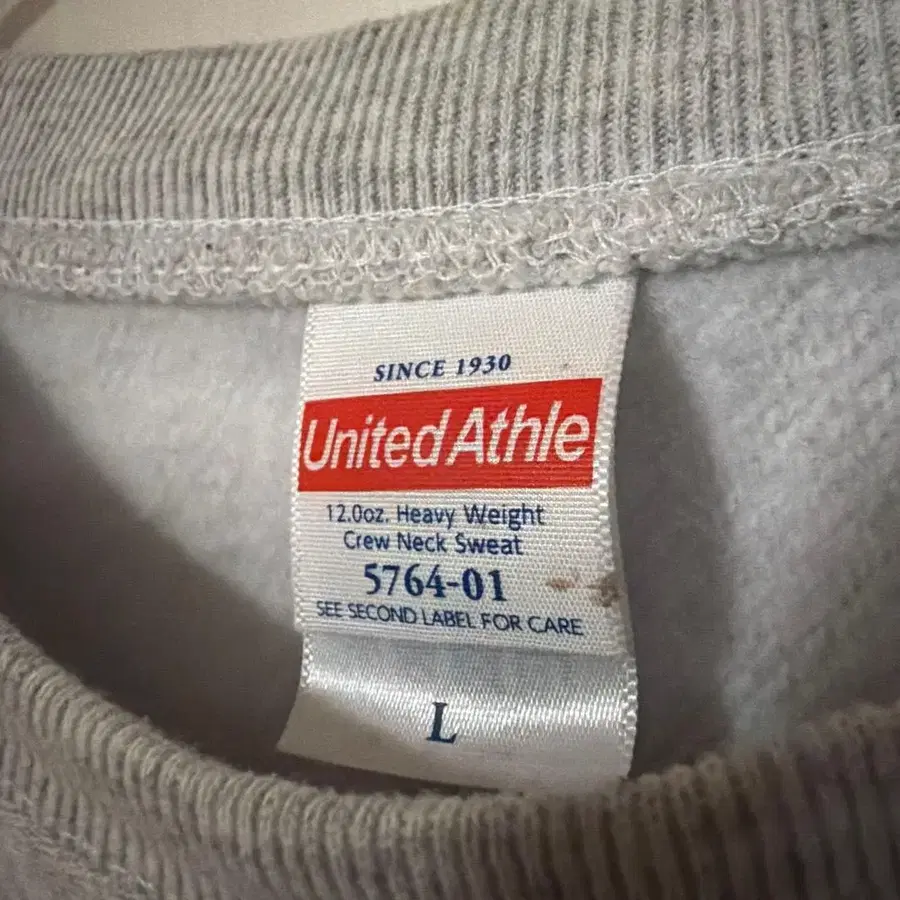 SINCE 1930
United Athle
12.0oz. Heavy Weight
Crew Neck Sweat
5764-01
SEE SECOND LABEL FOR CARE
L